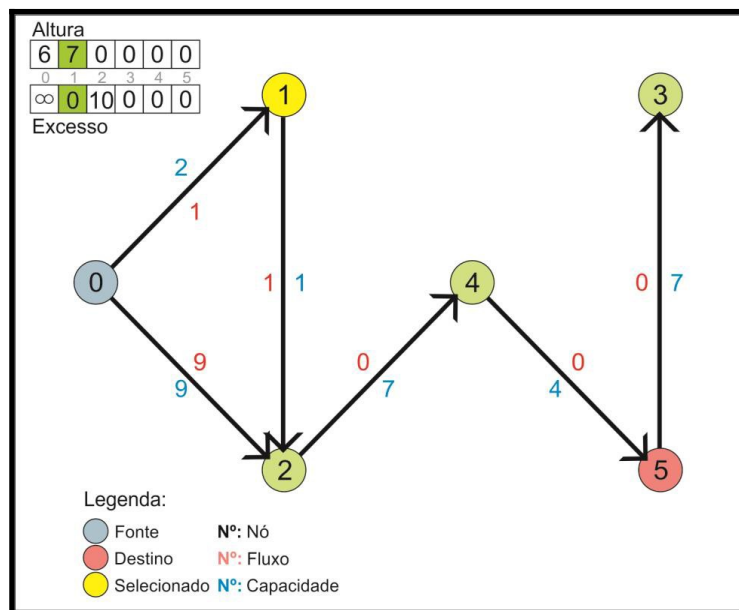 Altura
6 7 0 0 0 0
0 1 2 3 4 5
∞ 0 10 0 0 0
Excesso
1
3
2
1
0
4
1 1
0 7
9
9
0
7
0
4
2
5
Legenda:
Fonte Nº: Nó
Destino Nº: Fluxo
Selecionado Nº: Capacidade